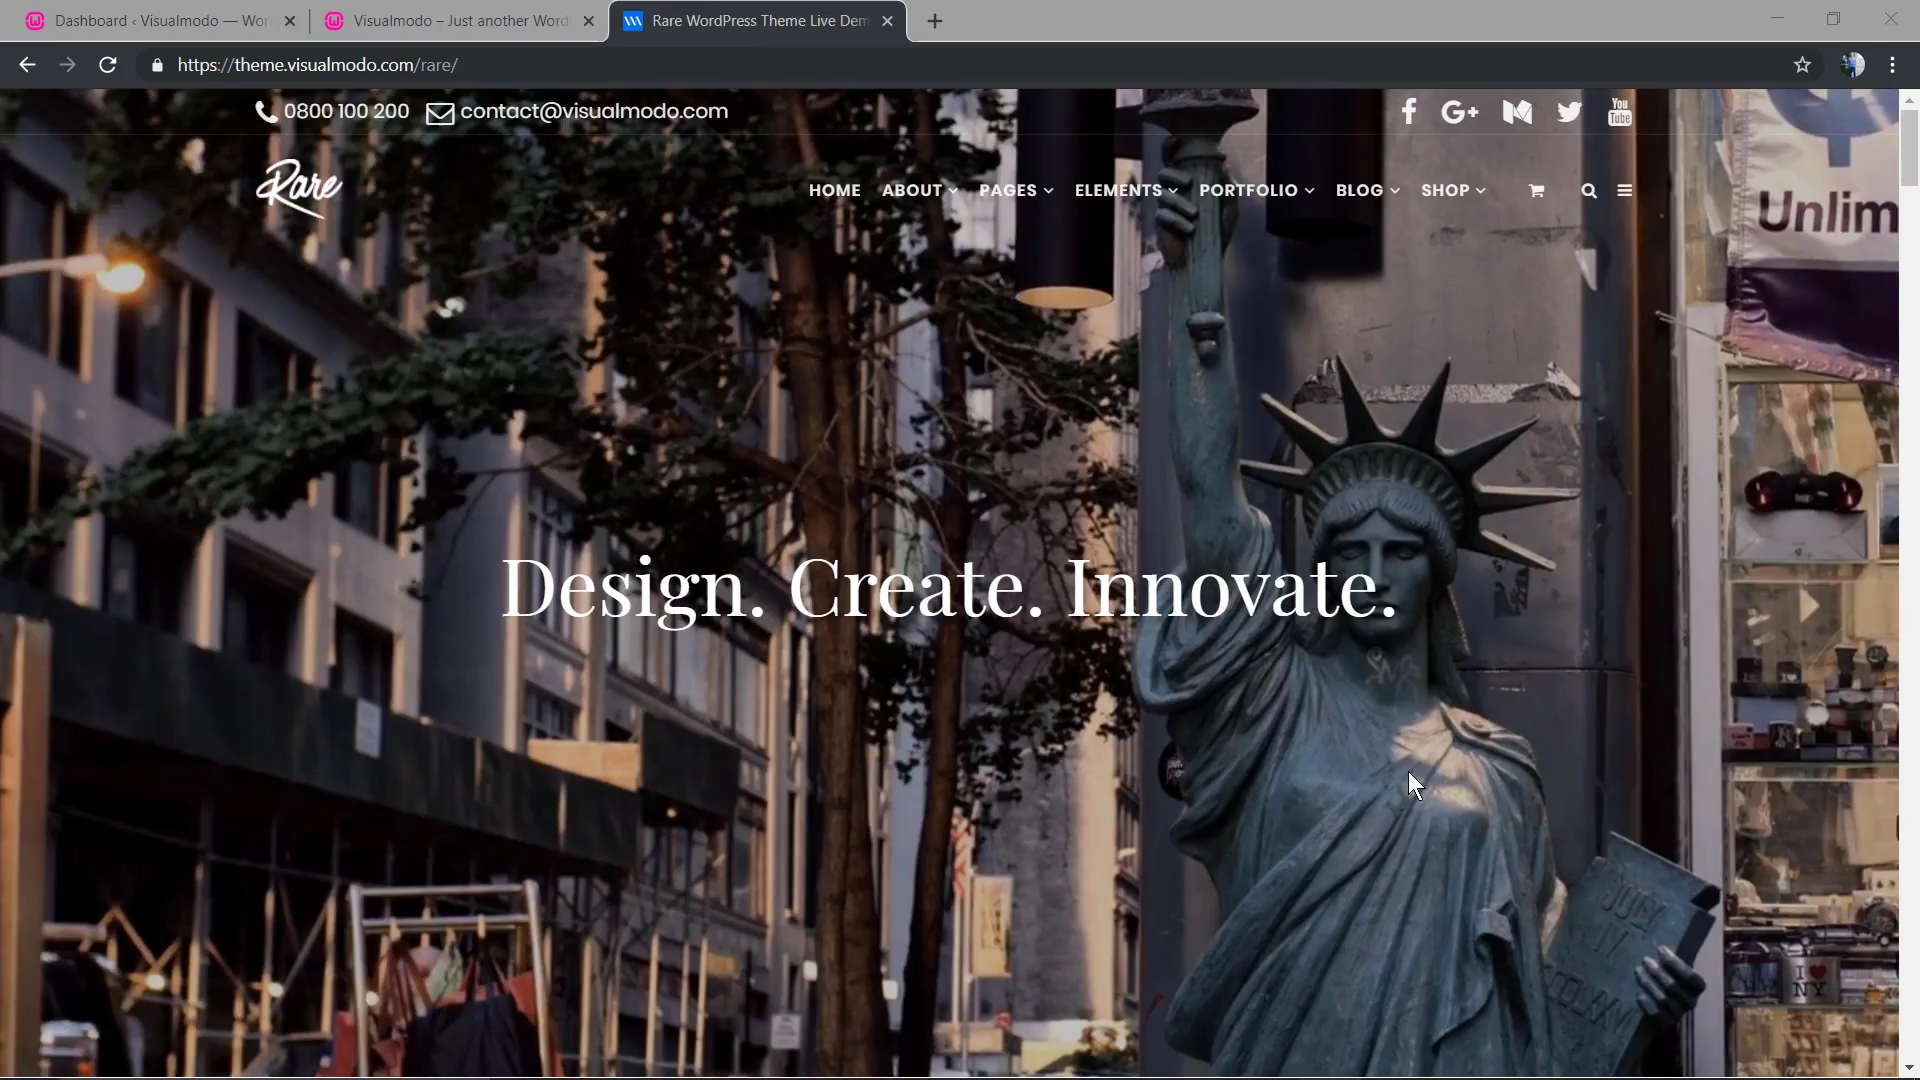 Dashboard ‹ Visualmodo — Wor
Visualmodo – Just another Word
Rare WordPress Theme Live Dem
https://theme.visualmodo.com/rare/
0800 100 200 contact@visualmodo.com
You
Tube
Rare
HOME ABOUT PAGES ELEMENTS PORTFOLIO BLOG SHOP
Unlim
Design. Create. Innovate.
JULY
I ❤ NY